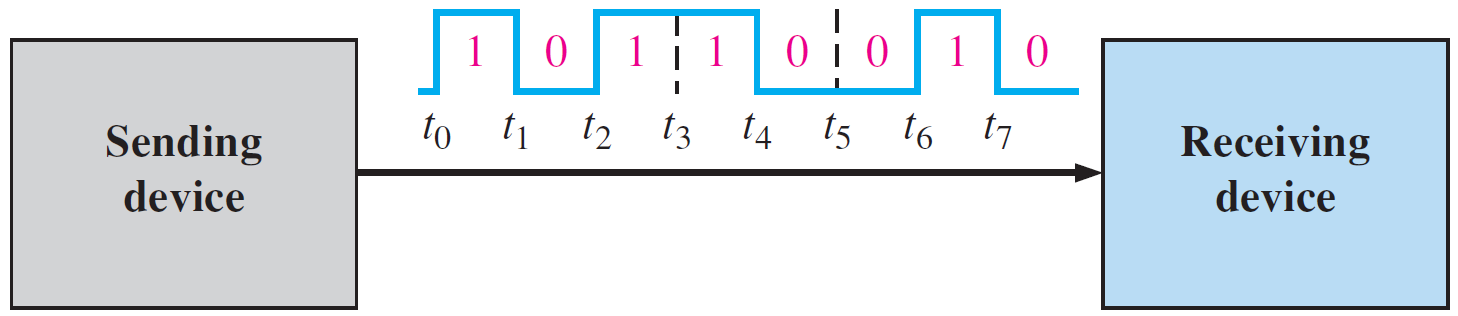 1 0 1 1 0 0 1 0
t0 t1 t2 t3 t4 t5 t6 t7
Sending
device
Receiving
device